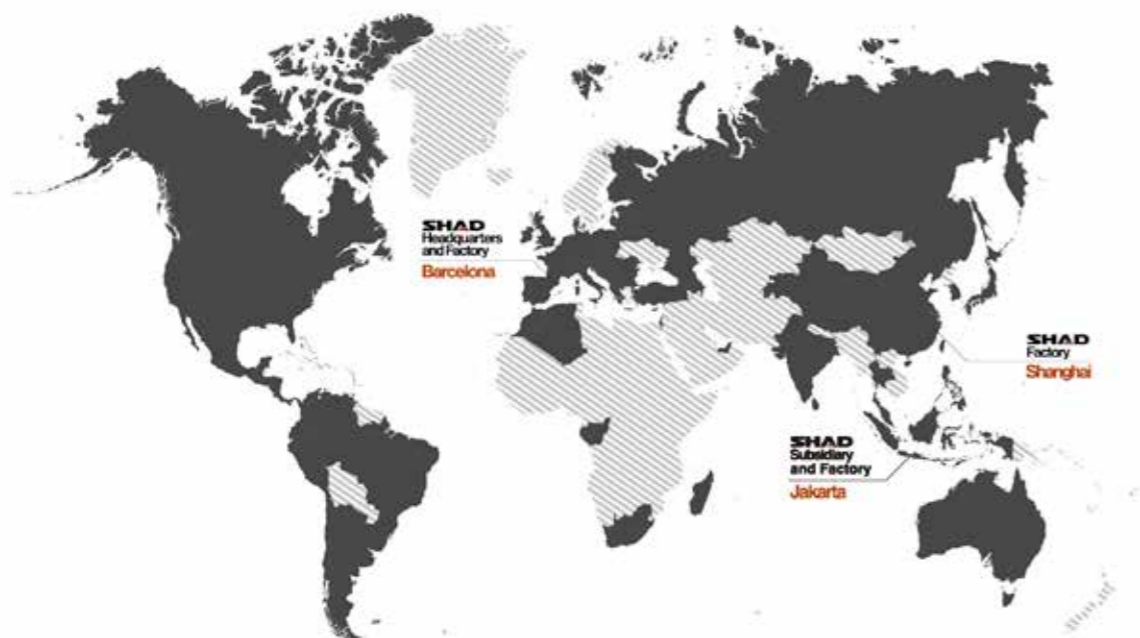 SHAD
Headquarters
and Factory
Barcelona
SHAD
Factory
Shanghai
SHAD
Subsidiary
and Factory
Jakarta